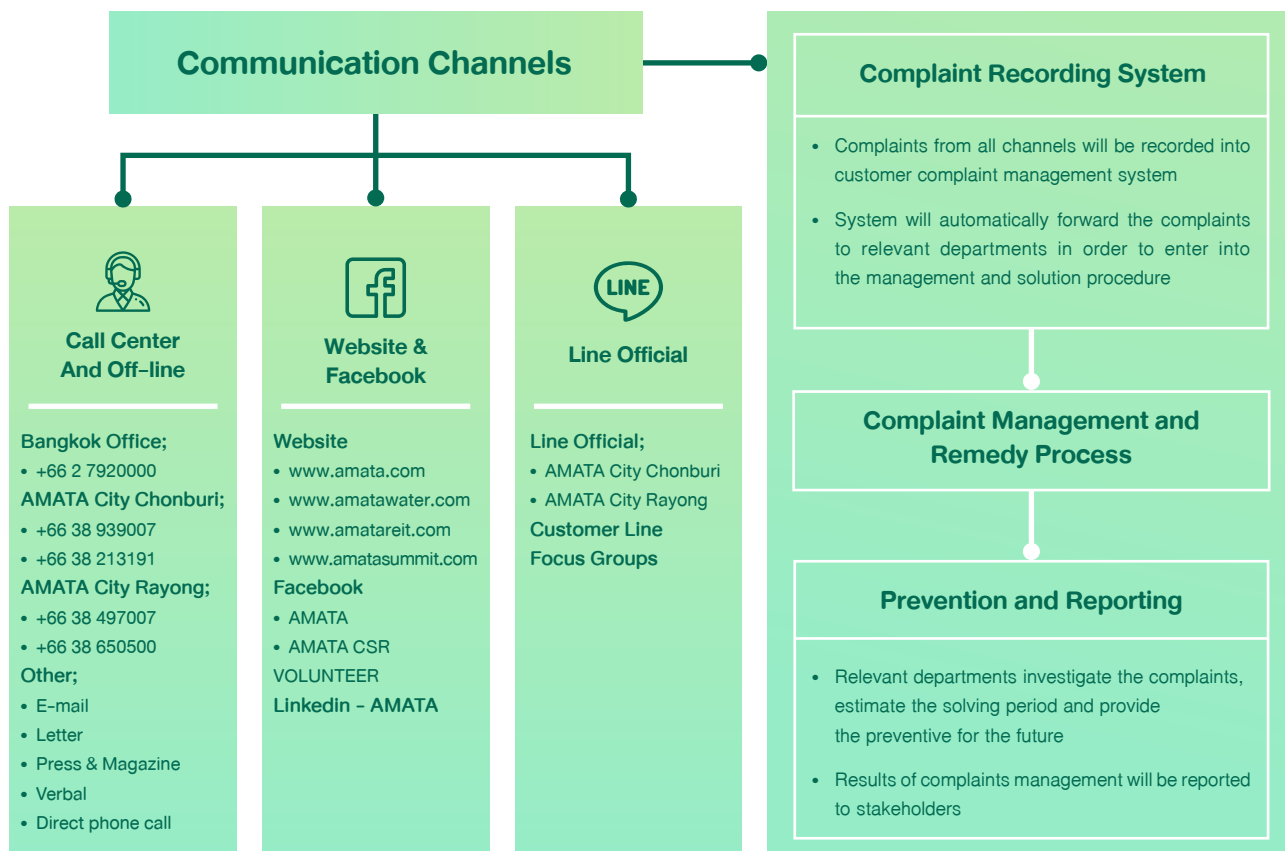 Communication Channels
Call Center
And Off-line
Bangkok Office;
• +66 2 7920000
AMATA City Chonburi;
• +66 38 939007
• +66 38 213191
AMATA City Rayong;
• +66 38 497007
• +66 38 650500
Other;
• E-mail
• Letter
• Press & Magazine
• Verbal
• Direct phone call
Website &
Facebook
Website
• www.amata.com
• www.amatawater.com
• www.amatareit.com
• www.amatasummit.com
Facebook
• AMATA
• AMATA CSR
VOLUNTEER
Linkedin - AMATA
LINE
Line Official
Line Official;
• AMATA City Chonburi
• AMATA City Rayong
Customer Line
Focus Groups
Complaint Recording System
• Complaints from all channels will be recorded into
customer complaint management system
• System will automatically forward the complaints
to relevant departments in order to enter into
the management and solution procedure
Complaint Management and
Remedy Process
Prevention and Reporting
• Relevant departments investigate the complaints,
estimate the solving period and provide
the preventive for the future
• Results of complaints management will be reported
to stakeholders